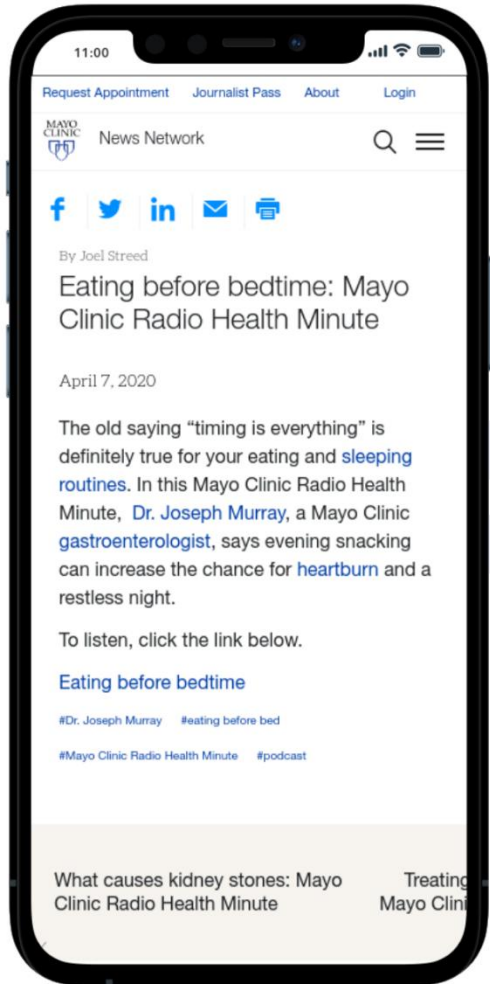 11:00
Request Appointment Journalist Pass About Login
MAYO
CLINIC
News Network
By Joel Streed
Eating before bedtime: Mayo
Clinic Radio Health Minute
April 7, 2020
The old saying “timing is everything” is
definitely true for your eating and sleeping
routines. In this Mayo Clinic Radio Health
Minute, Dr. Joseph Murray, a Mayo Clinic
gastroenterologist, says evening snacking
can increase the chance for heartburn and a
restless night.
To listen, click the link below.
Eating before bedtime
#Dr. Joseph Murray #eating before bed
#Mayo Clinic Radio Health Minute #podcast
What causes kidney stones: Mayo
Clinic Radio Health Minute
Treating
Mayo Clini